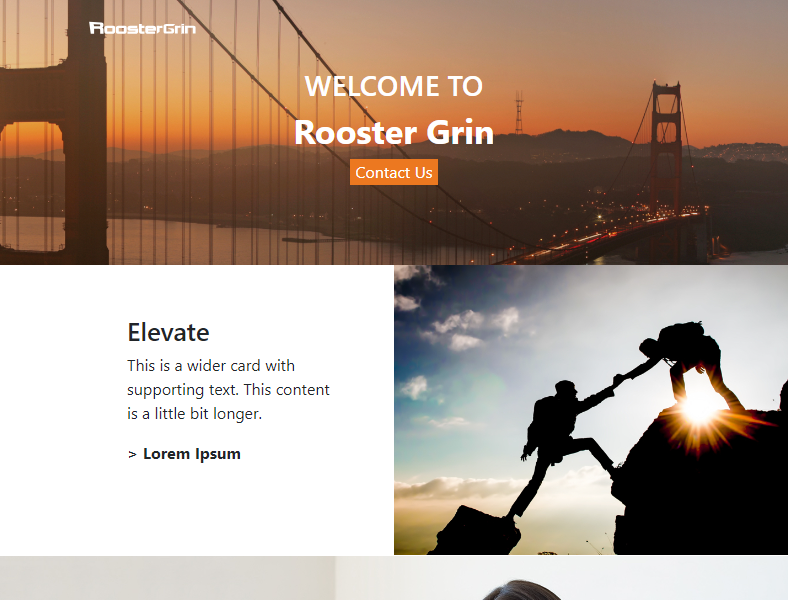 RoosterGrin
WELCOME TO
Rooster Grin
Contact Us
Elevate
This is a wider card with
supporting text. This content
is a little bit longer.
> Lorem Ipsum